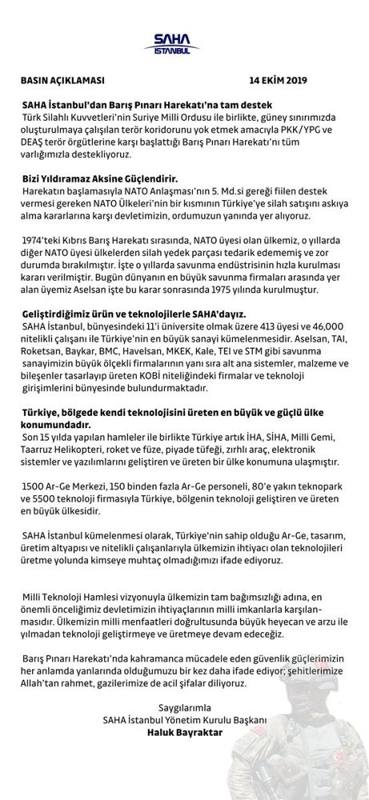 SAHA
İSTANBUL
BASIN AÇIKLAMASI
14 EKİM 2019
SAHA İstanbul'dan Barış Pınarı Harekatı'na tam destek
Türk Silahlı Kuvvetleri'nin Suriye Milli Ordusu ile birlikte, güney sınırımızda
oluşturulmaya çalışılan terör koridorunu yok etmek amacıyla PKK/YPG ve
DEAŞ terör örgütlerine karşı başlattığı Barış Pınarı Harekatı'nı tüm
varlığımızla destekliyoruz.
Bizi Yıldıramaz Aksine Güçlendirir.
Harekatın başlamasıyla NATO Anlaşması'nın 5. Md.si gereği fiilen destek
vermesi gereken NATO Ülkeleri'nin bir kısmının Türkiye'ye silah satışını askıya
alma kararlarına karşı devletimizin, ordumuzun yanında yer alıyoruz.
1974'teki Kıbrıs Barış Harekatı sırasında, NATO üyesi olan ülkemiz, o yıllarda
diğer NATO üyesi ülkelerden silah yedek parçası tedarik edememiş ve zor
durumda bırakılmıştır. İşte o yıllarda savunma endüstrisinin hızla kurulması
kararı verilmiştir. Bugün dünyanın en büyük savunma firmaları arasında yer
alan üyemiz Aselsan işte bu karar sonrasında 1975 yılında kurulmuştur.
Geliştirdiğimiz ürün ve teknolojilerle SAHA'dayız.
SAHA İstanbul, bünyesindeki 11'i üniversite olmak üzere 413 üyesi ve 46,000
nitelikli çalışanı ile Türkiye'nin en büyük sanayi kümelenmesidir. Aselsan, TAI,
Roketsan, Baykar, BMC, Havelsan, MKEK, Kale, TEI ve STM gibi savunma
sanayimizin büyük ölçekli firmalarının yanı sıra alt ana sistemler, malzeme ve
bileşenler tasarlayıp üreten KOBİ niteliğindeki firmalar ve teknoloji
girişimlerini bünyesinde bulundurmaktadır.
Türkiye, bölgede kendi teknolojisini üreten en büyük ve güçlü ülke
konumundadır.
Son 15 yılda yapılan hamleler ile birlikte Türkiye artık İHA, SİHA, Milli Gemi,
Taarruz Helikopteri, roket ve füze, piyade tüfeği, zırhlı araç, elektronik
sistemler ve yazılımlarını geliştiren ve üreten bir ülke konumuna ulaşmıştır.
1500 Ar-Ge Merkezi, 150 binden fazla Ar-Ge personeli, 80'e yakın teknopark
ve 5500 teknoloji firmasıyla Türkiye, bölgenin teknoloji geliştiren ve üreten
en büyük ülkesidir.
SAHA İstanbul kümelenmesi olarak, Türkiye'nin sahip olduğu Ar-Ge, tasarım,
üretim altyapısı ve nitelikli çalışanlarıyla ülkemizin ihtiyacı olan teknolojileri
üretme yolunda kimseye muhtaç olmadığımızı ifade ediyoruz.
Milli Teknoloji Hamlesi vizyonuyla ülkemizin tam bağımsızlığı adına, en
önemli önceliğimiz devletimizin ihtiyaçlarının milli imkanlarla karşılan-
masıdır. Ülkemizin milli menfaatleri doğrultusunda büyük heyecan ve arzu ile
yılmadan teknoloji geliştirmeye ve üretmeye devam edeceğiz.
Barış Pınarı Harekatı'nda kahramanca mücadele eden güvenlik güçlerimizin
her anlamda yanlarında olduğumuzu bir kez daha ifade ediyor; şehitlerimize
Allah'tan rahmet, gazilerimize de acil şifalar diliyoruz.
Saygılarımla
SAHA İstanbul Yönetim Kurulu Başkanı
Haluk Bayraktar